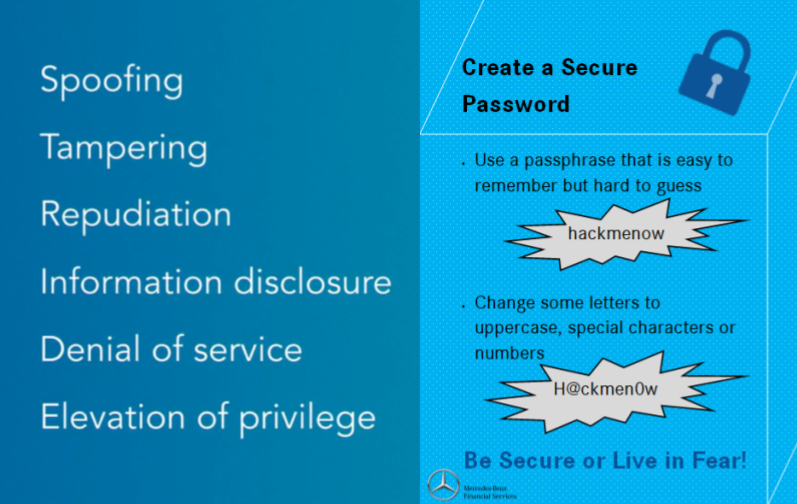 Spoofing
Tampering
Repudiation
Information disclosure
Denial of service
Elevation of privilege
Create a Secure
Password
. Use a passphrase that is easy to
remember but hard to guess
hackmenow
. Change some letters to
uppercase, special characters or
numbers
H@ckmen0w
Be Secure or Live in Fear!
Mercedes-Benz
Financial Services